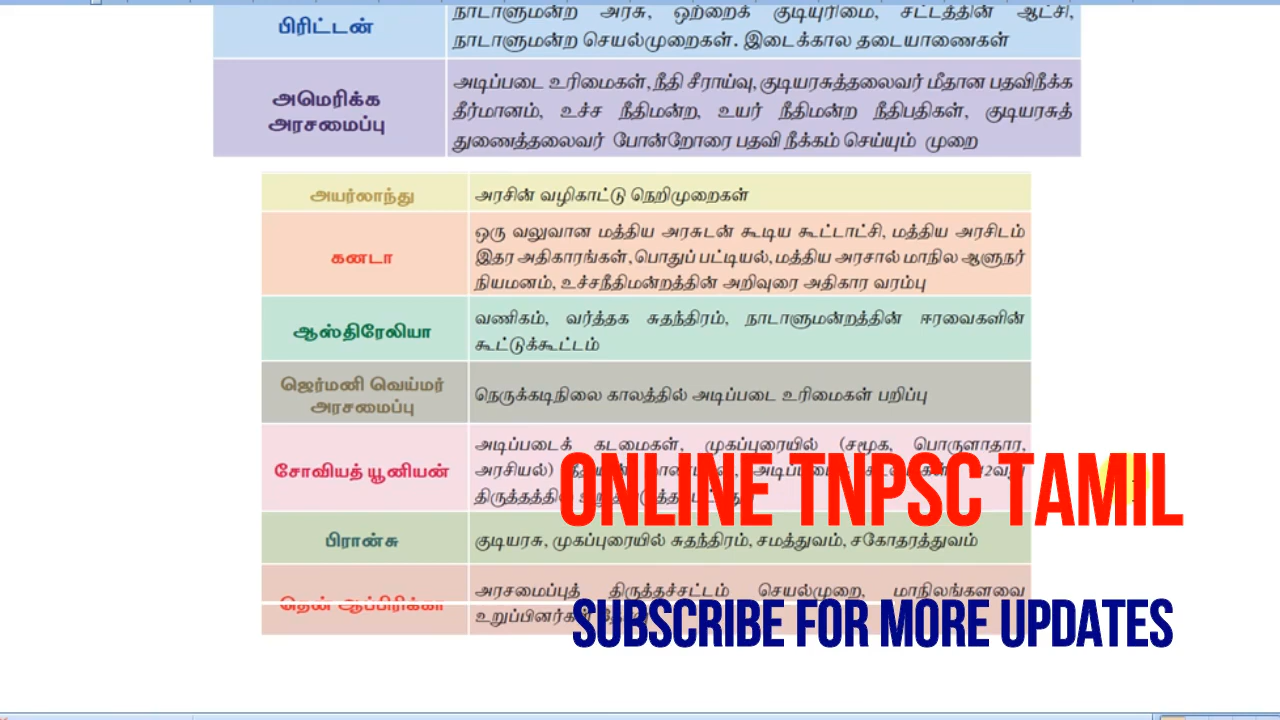 நாடாளுமன்ற அரசு, ஒற்றைக் குடியுரிமை, சட்டத்தின் ஆட்சி,
பிரிட்டன்
நாடாளுமன்ற செயல்முறைகள். இடைக்கால தடையாணைகள்
அமெரிக்க
அரசமைப்பு
அடிப்படை உரிமைகள், நீதி சீராய்வு, குடியரசுத்தலைவர் மீதான பதவிநீக்க
தீர்மானம், உச்ச நீதிமன்ற, உயர் நீதிமன்ற நீதிபதிகள், குடியரசுத்
துணைத்தலைவர் போன்றோரை பதவி நீக்கம் செய்யும் முறை
அயர்லாந்து
அரசின் வழிகாட்டு நெறிமுறைகள்
கனடா
ஒரு வலுவான மத்திய அரசுடன் கூடிய கூட்டாட்சி, மத்திய அரசிடம்
இதர அதிகாரங்கள், பொதுப் பட்டியல், மத்திய அரசால் மாநில ஆளுநர்
நியமனம், உச்சநீதிமன்றத்தின் அறிவுரை அதிகார வரம்பு
ஆஸ்திரேலியா
வணிகம், வர்த்தக சுதந்திரம், நாடாளுமன்றத்தின் ஈரவைகளின்
கூட்டுக்கூட்டம்
ஜெர்மனி வெய்மர்
அரசமைப்பு
நெருக்கடிநிலை காலத்தில் அடிப்படை உரிமைகள் பறிப்பு
சோவியத் யூனியன்
அடிப்படைக் கடமைகள், முகப்புரையில் (சமூக, பொருளாதார,
அரசியல்)
ONLINE TNPSC TAMIL
பிரான்சு
குடியரசு, முகப்புரையில் சுதந்திரம், சமத்துவம், சகோதரத்துவம்
தென் ஆப்பிரிக்கா
அரசமைப்புத் திருத்தச்சட்டம் செயல்முறை, மாநிலங்களவை
SUBSCRIBE FOR MORE UPDATES